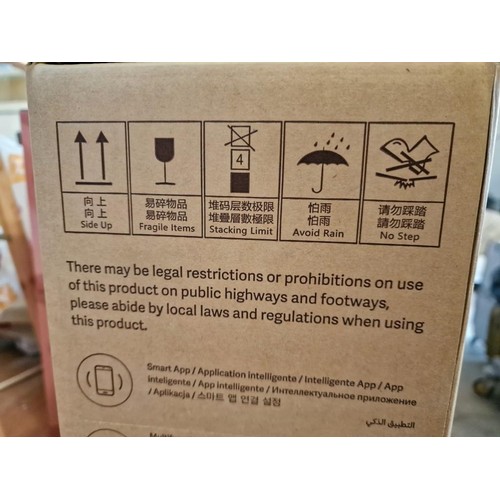 4
向上
向上
Side Up
易碎物品
易碎物品
Fragile Items
堆码层数极限
堆疊層數極限
Stacking Limit
怕雨
怕雨
Avoid Rain
请勿踩踏
請勿踩踏
No Step
There may be legal restrictions or prohibitions on use
of this product on public highways and footways,
please abide by local laws and regulations when using
this product.
Smart App / Application intelligente / Intelligente App / App
inteligente / App intelligente / Интеллектуальное приложение
/ Aplikacja / 스마트 앱 연결 설정
التطبيق الذكي